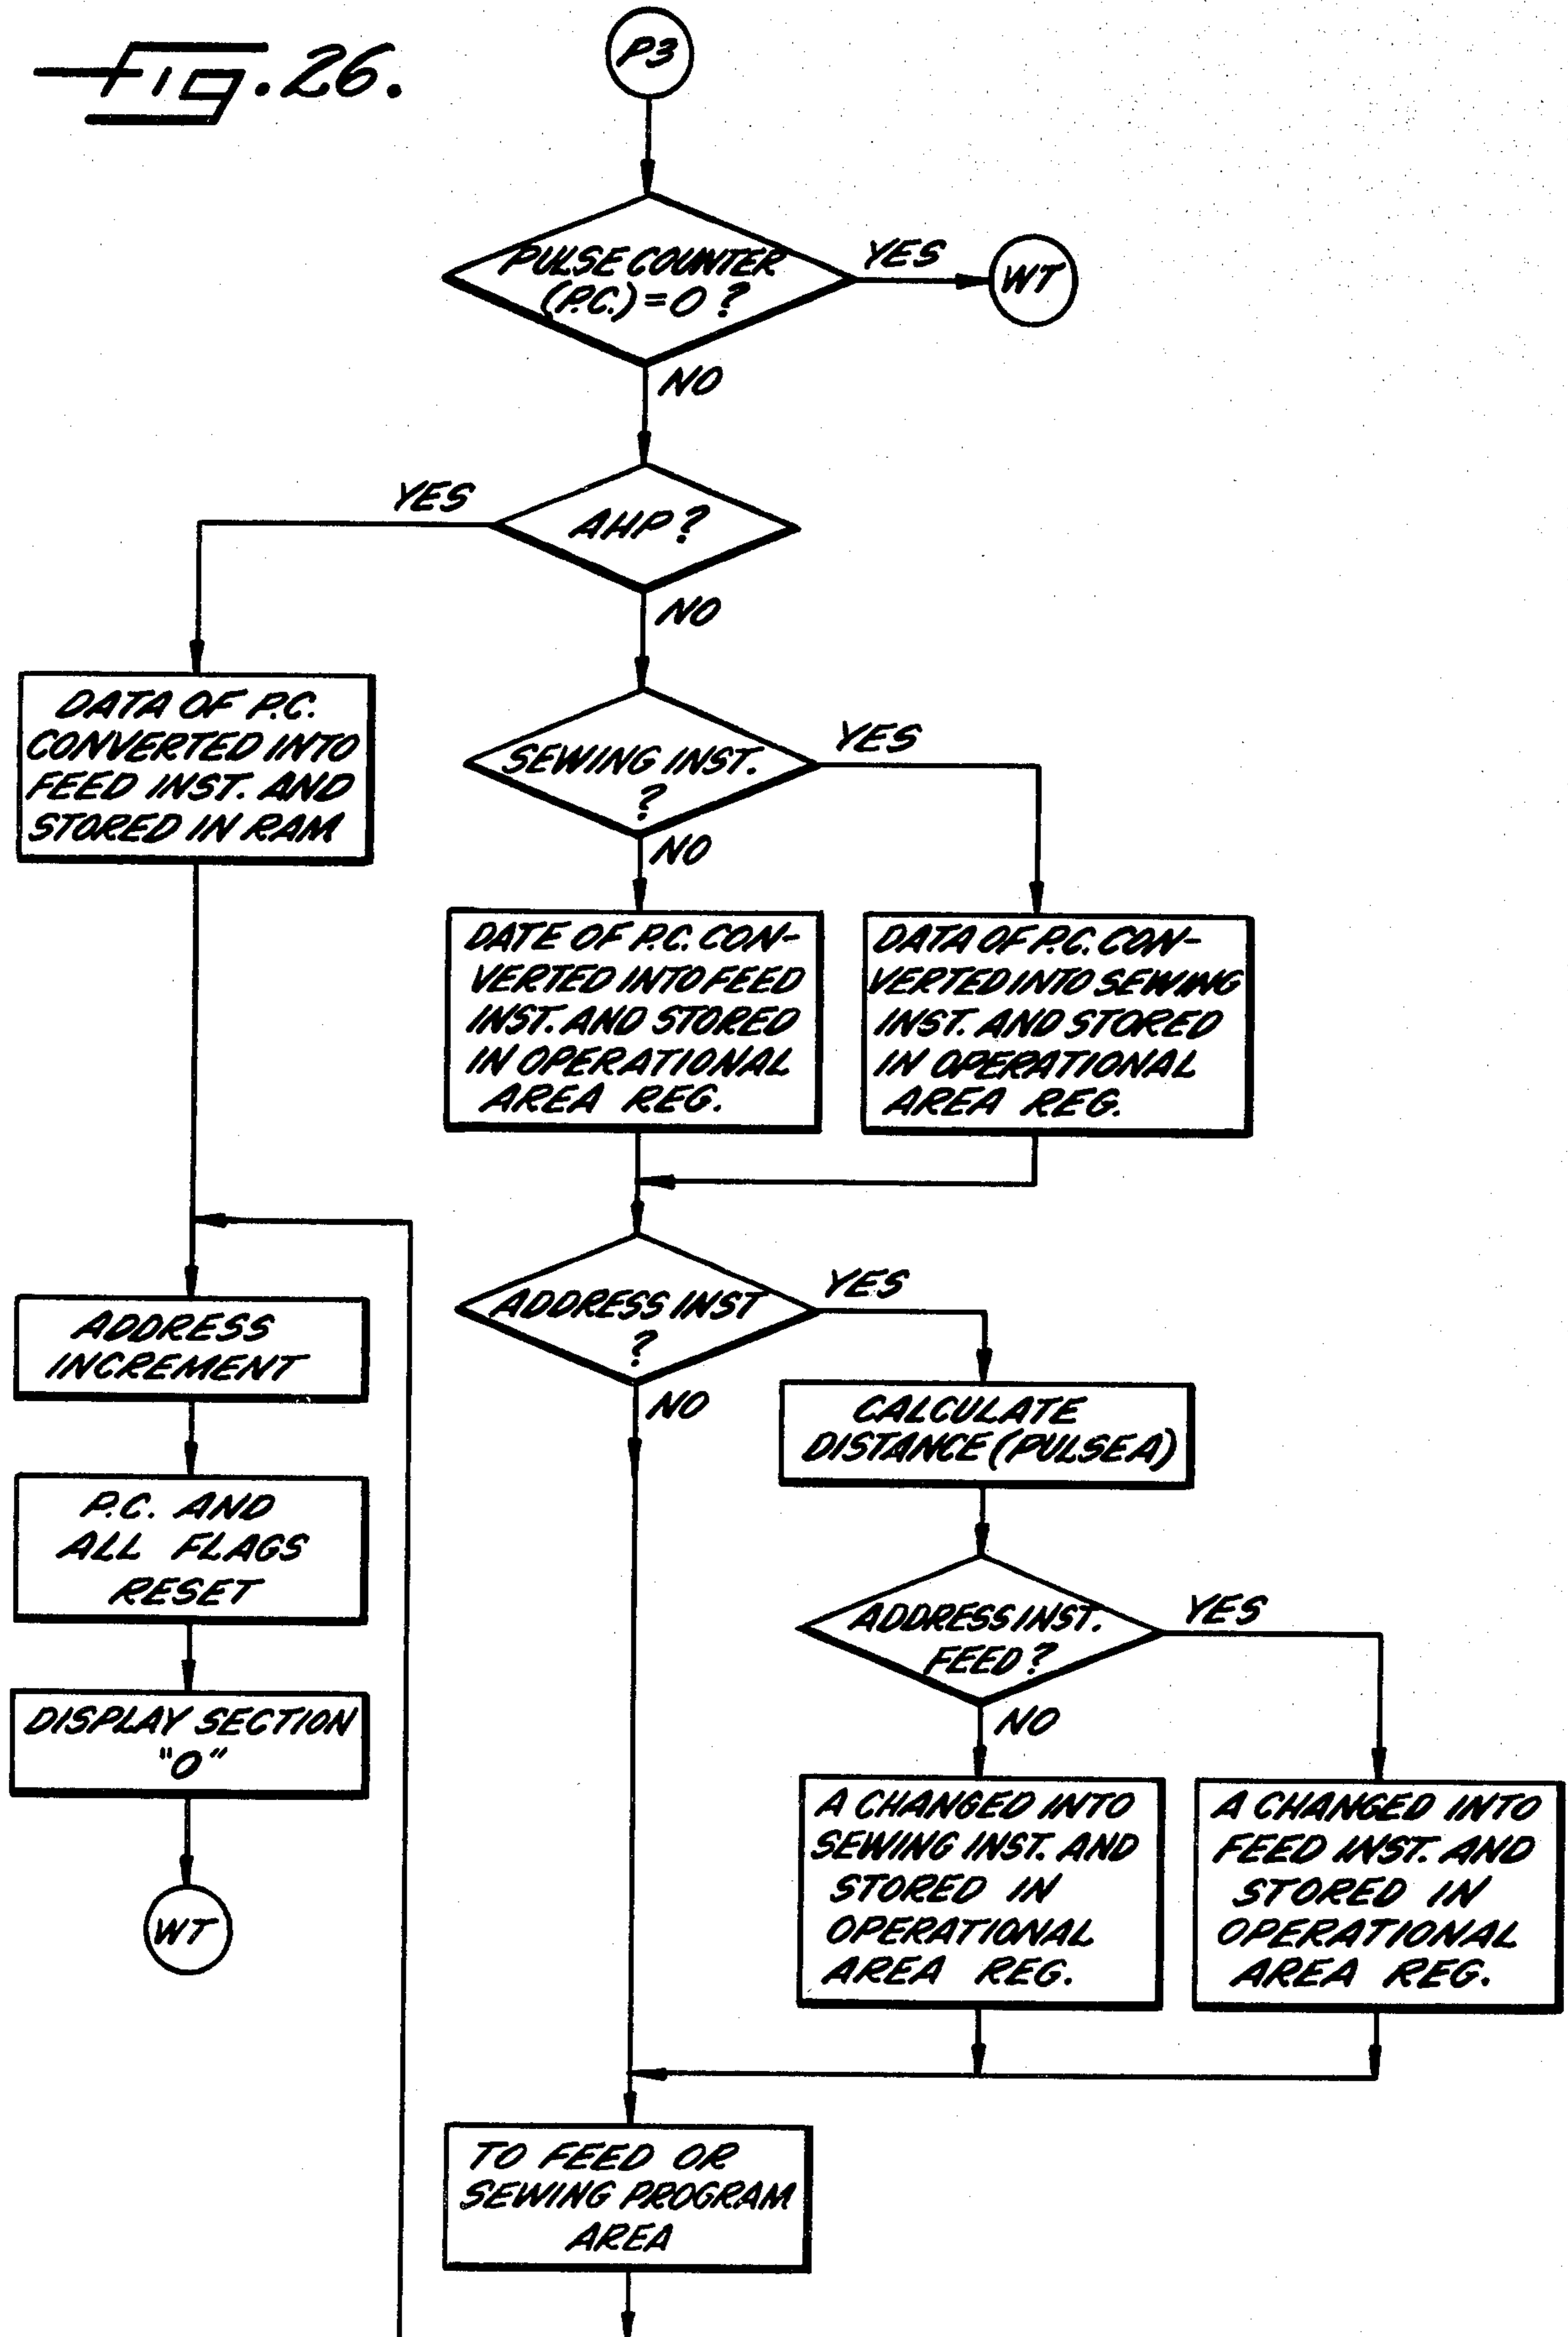 Fig. 26.
P3
PULSE COUNTER
(P.C.) = 0 ?
YES
WT
NO
AHP ?
YES
NO
DATA OF P.C.
CONVERTED INTO
FEED INST. AND
STORED IN RAM
SEWING INST.
?
YES
NO
DATE OF P.C. CON-
VERTED INTO FEED
INST. AND STORED
IN OPERATIONAL
AREA REG.
DATA OF P.C. CON-
VERTED INTO SEWING
INST. AND STORED
IN OPERATIONAL
AREA REG.
ADDRESS INST
?
YES
NO
ADDRESS
INCREMENT
CALCULATE
DISTANCE (PULSEA)
P.C. AND
ALL FLAGS
RESET
ADDRESS INST.
FEED ?
YES
NO
DISPLAY SECTION
"0"
WT
A CHANGED INTO
SEWING INST. AND
STORED IN
OPERATIONAL
AREA REG.
A CHANGED INTO
FEED INST. AND
STORED IN
OPERATIONAL
AREA REG.
TO FEED OR
SEWING PROGRAM
AREA